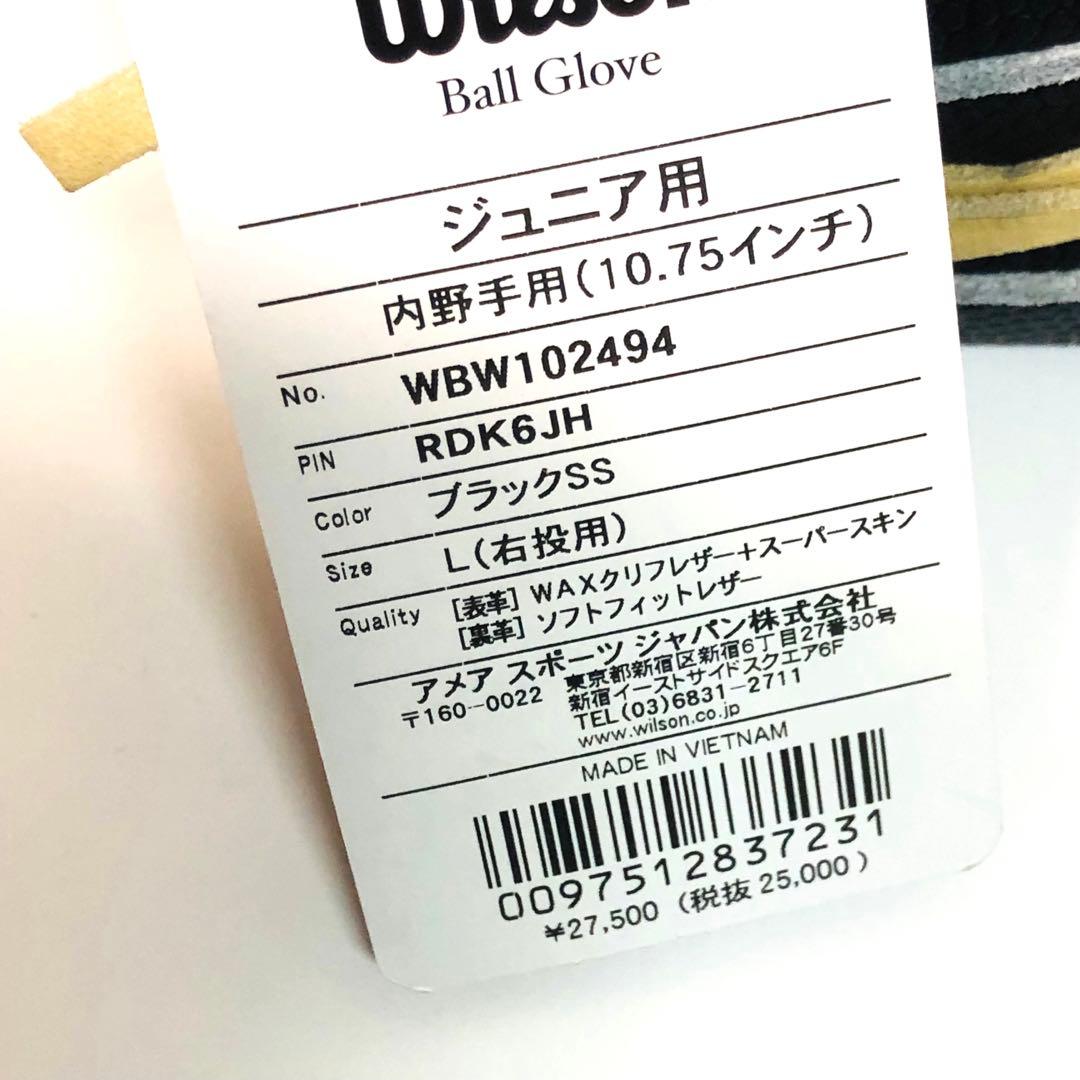 Wilson
Ball Glove
ジュニア用
内野手用(10.75インチ)
No. WBW102494
PIN RDK6JH
Color ブラックSS
Size L(右投用)
Quality [表革] WAXクリフレザー+スーパースキン
[裏革] ソフトフィットレザー
アメア スポーツ ジャパン株式会社
〒160-0022 東京都新宿区新宿6丁目27番30号
新宿イーストサイドスクエア6F
TEL(03)6831-2711
www.wilson.co.jp
MADE IN VIETNAM
0097512837231
¥27,500 (税抜 25,000)